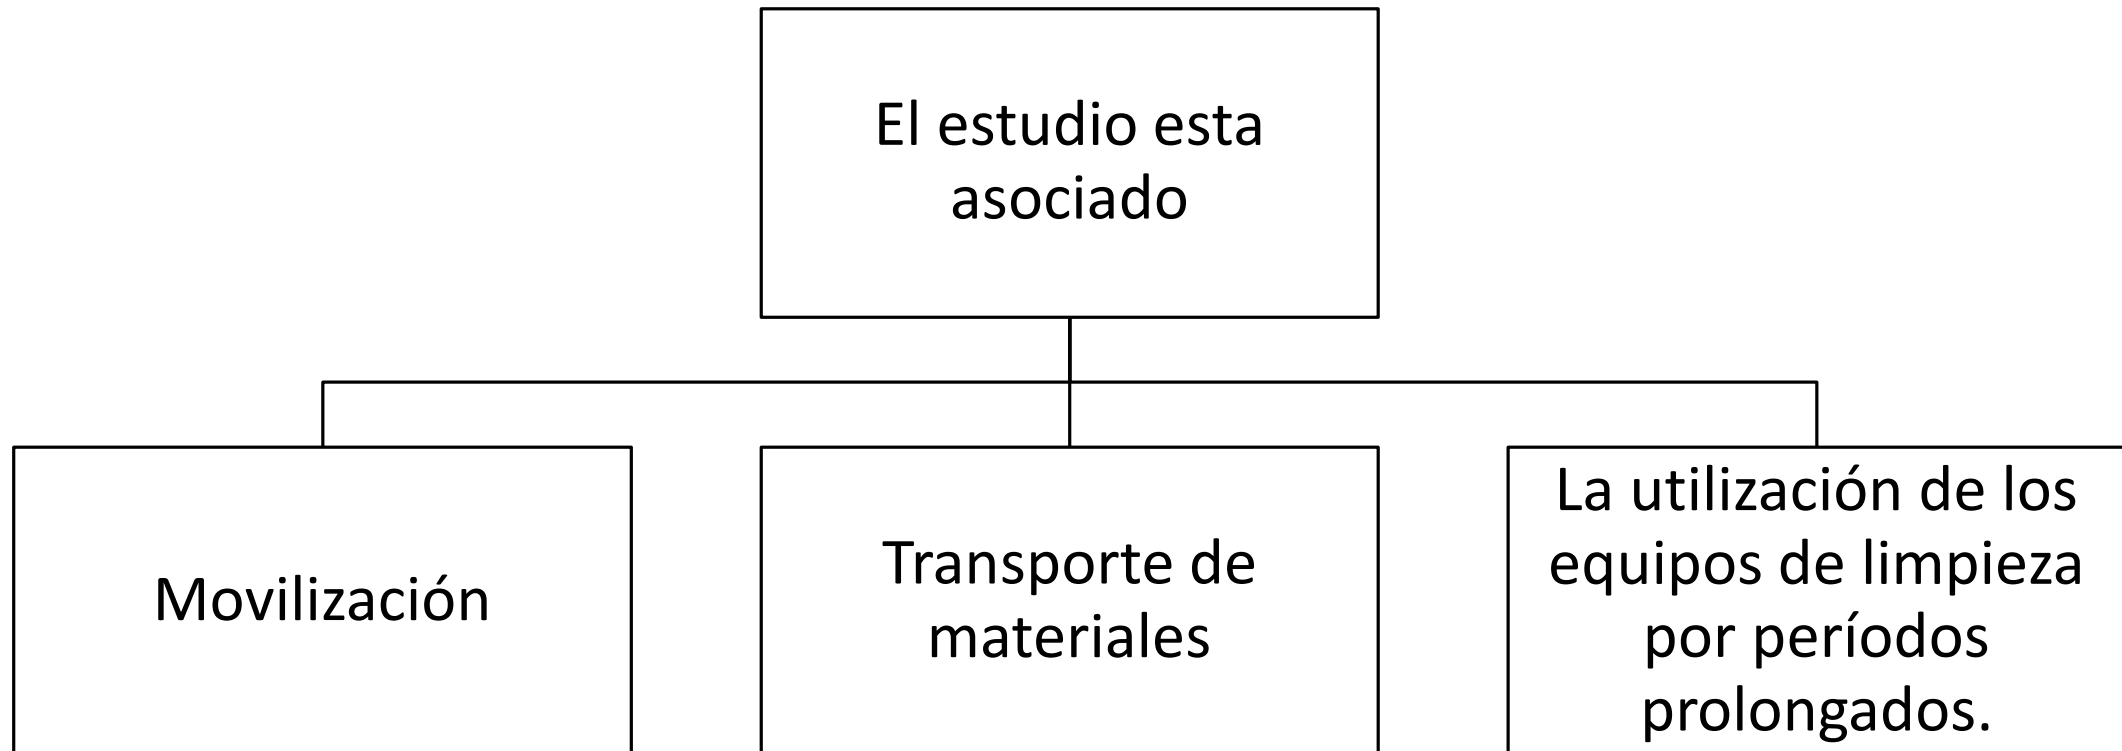 El estudio esta
asociado
Movilización
Transporte de
materiales
La utilización de los
equipos de limpieza
por períodos
prolongados.